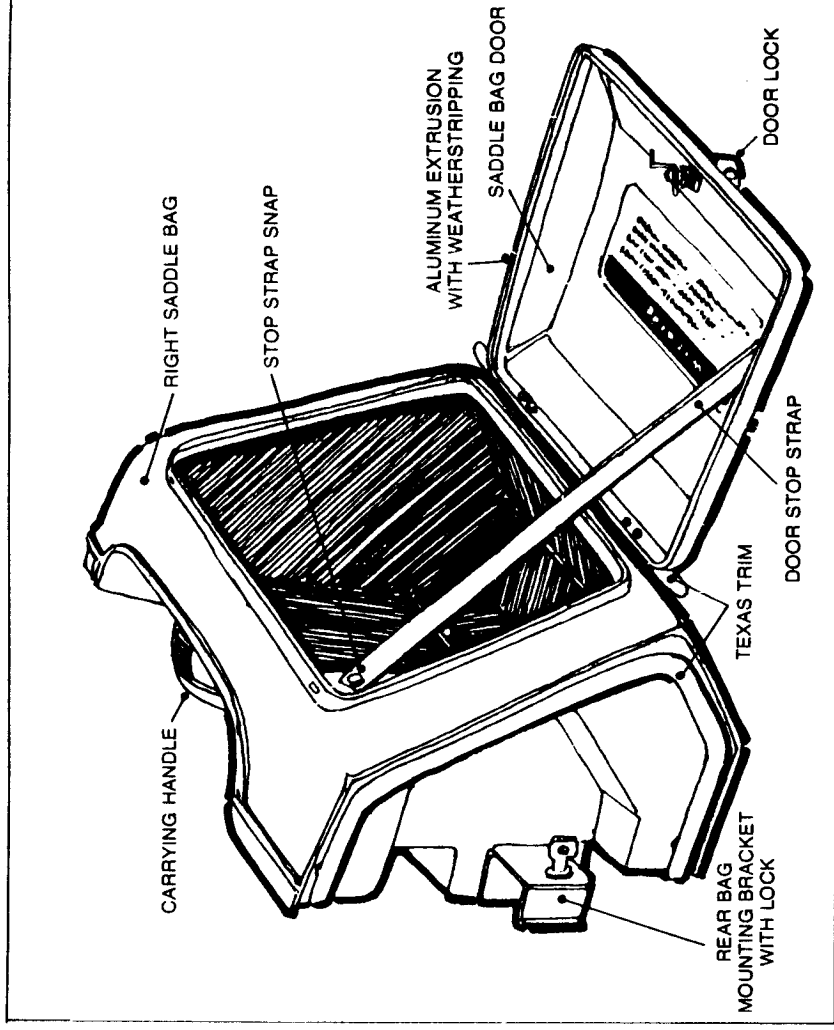 RIGHT SADDLE BAG
STOP STRAP SNAP
CARRYING HANDLE
ALUMINUM EXTRUSION
WITH WEATHERSTRIPPING
SADDLE BAG DOOR
DOOR LOCK
DOOR STOP STRAP
TEXAS TRIM
REAR BAG
MOUNTING BRACKET
WITH LOCK